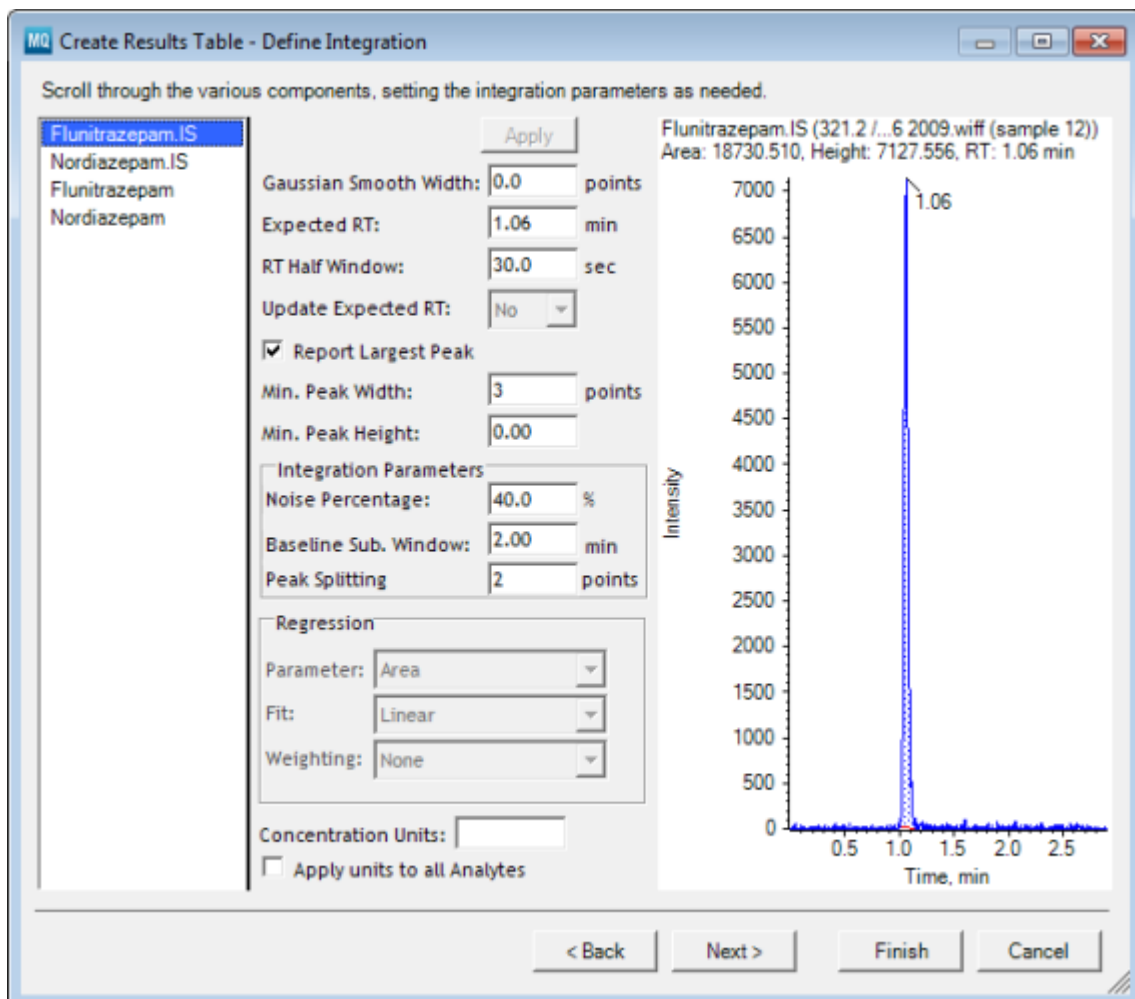 MQ Create Results Table - Define Integration
Scroll through the various components, setting the integration parameters as needed.
Flunitrazepam.IS
Nordiazepam.IS
Flunitrazepam
Nordiazepam
Apply
Gaussian Smooth Width: 0.0 points
Expected RT: 1.06 min
RT Half Window: 30.0 sec
Update Expected RT: No
Report Largest Peak
Min. Peak Width: 3 points
Min. Peak Height: 0.00
Integration Parameters
Noise Percentage: 40.0 %
Baseline Sub. Window: 2.00 min
Peak Splitting 2 points
Regression
Parameter: Area
Fit: Linear
Weighting: None
Concentration Units:
Apply units to all Analytes
Flunitrazepam.IS (321.2 /...6 2009.wiff (sample 12))
Area: 18730.510, Height: 7127.556, RT: 1.06 min
1.06
7000
6500
6000
5500
5000
4500
4000
3500
3000
2500
2000
1500
1000
500
0
Intensity
0.5 1.0 1.5 2.0 2.5
Time, min
< Back Next > Finish Cancel